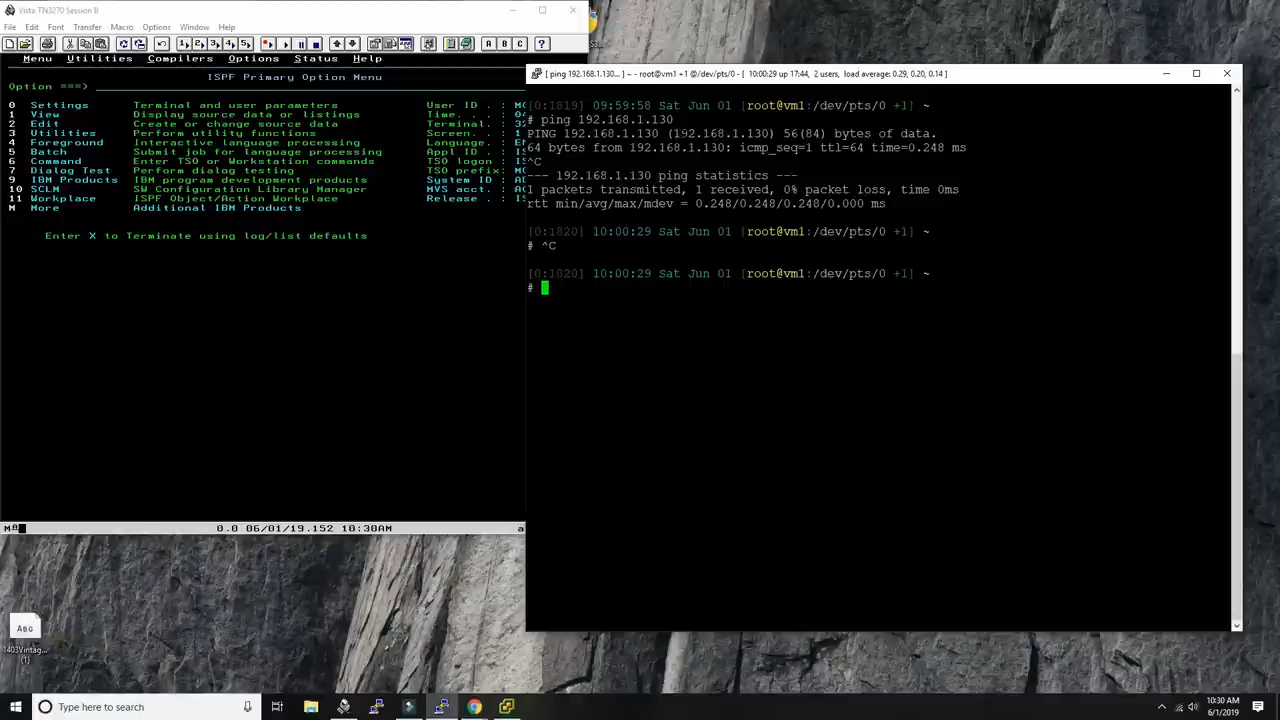 Vista TN3270 Session B
File Edit Font Transfer Macro Options Window Help
Menu Utilities Compilers Options Status Help
ISPF Primary Option Menu
Option ===>
0 Settings Terminal and user parameters User ID . :
1 View Display source data or listings Time. . . :
2 Edit Create or change source data Terminal. : 32
3 Utilities Perform utility functions Screen. . : 1
4 Foreground Interactive language processing Language. :
5 Batch Submit job for language processing Appl ID . :
6 Command Enter TSO or Workstation commands TSO logon :
7 Dialog Test Perform dialog testing TSO prefix:
9 IBM Products IBM program development products System ID :
10 SCLM SW Configuration Library Manager MVS acct. :
11 Workplace ISPF Object/Action Workplace Release . :
M More Additional IBM Products
Enter X to Terminate using log/list defaults
0.0 06/01/19.152 10:30AM a
[ ping 192.168.1.130... ] ~ - root@vm1 +1 @/dev/pts/0 - [ 10:00:29 up 17:44, 2 users, load average: 0.29, 0.20, 0.14 ]
[0:1819] 09:59:58 Sat Jun 01 [root@vm1:/dev/pts/0 +1] ~
# ping 192.168.1.130
PING 192.168.1.130 (192.168.1.130) 56(84) bytes of data.
64 bytes from 192.168.1.130: icmp_seq=1 ttl=64 time=0.248 ms
^C
--- 192.168.1.130 ping statistics ---
1 packets transmitted, 1 received, 0% packet loss, time 0ms
rtt min/avg/max/mdev = 0.248/0.248/0.248/0.000 ms
[0:1820] 10:00:29 Sat Jun 01 [root@vm1:/dev/pts/0 +1] ~
# ^C
[0:1820] 10:00:29 Sat Jun 01 [root@vm1:/dev/pts/0 +1] ~
#
ABG
1403Vintag...
(1)
Type here to search
10:30 AM
6/1/2019